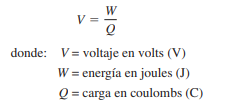 V = W/Q
donde: V = voltaje en volts (V)
W = energía en joules (J)
Q = carga en coulombs (C)